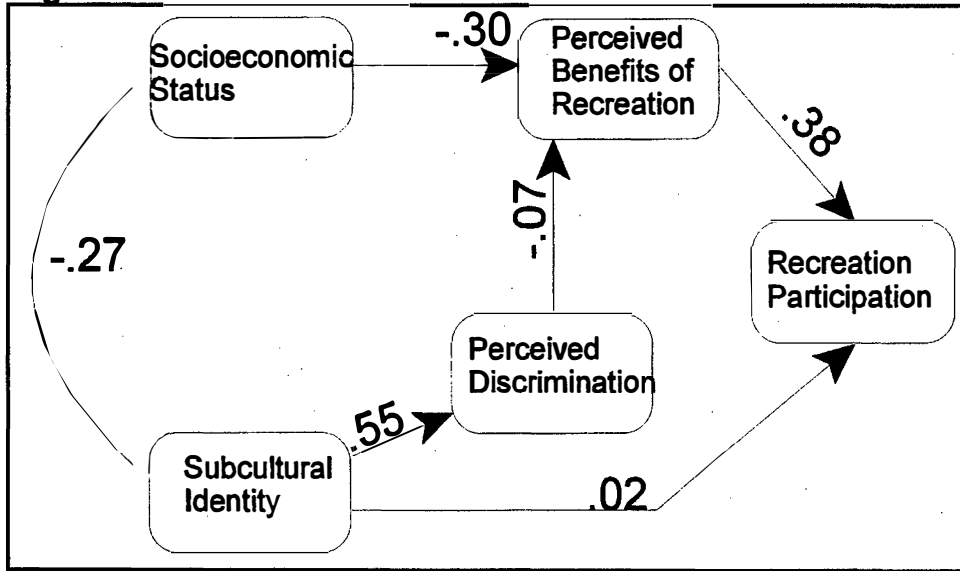 Socioeconomic
Status
-.30
Perceived
Benefits of
Recreation
.38
-.27
-.07
Recreation
Participation
Perceived
Discrimination
.55
Subcultural
Identity
.02